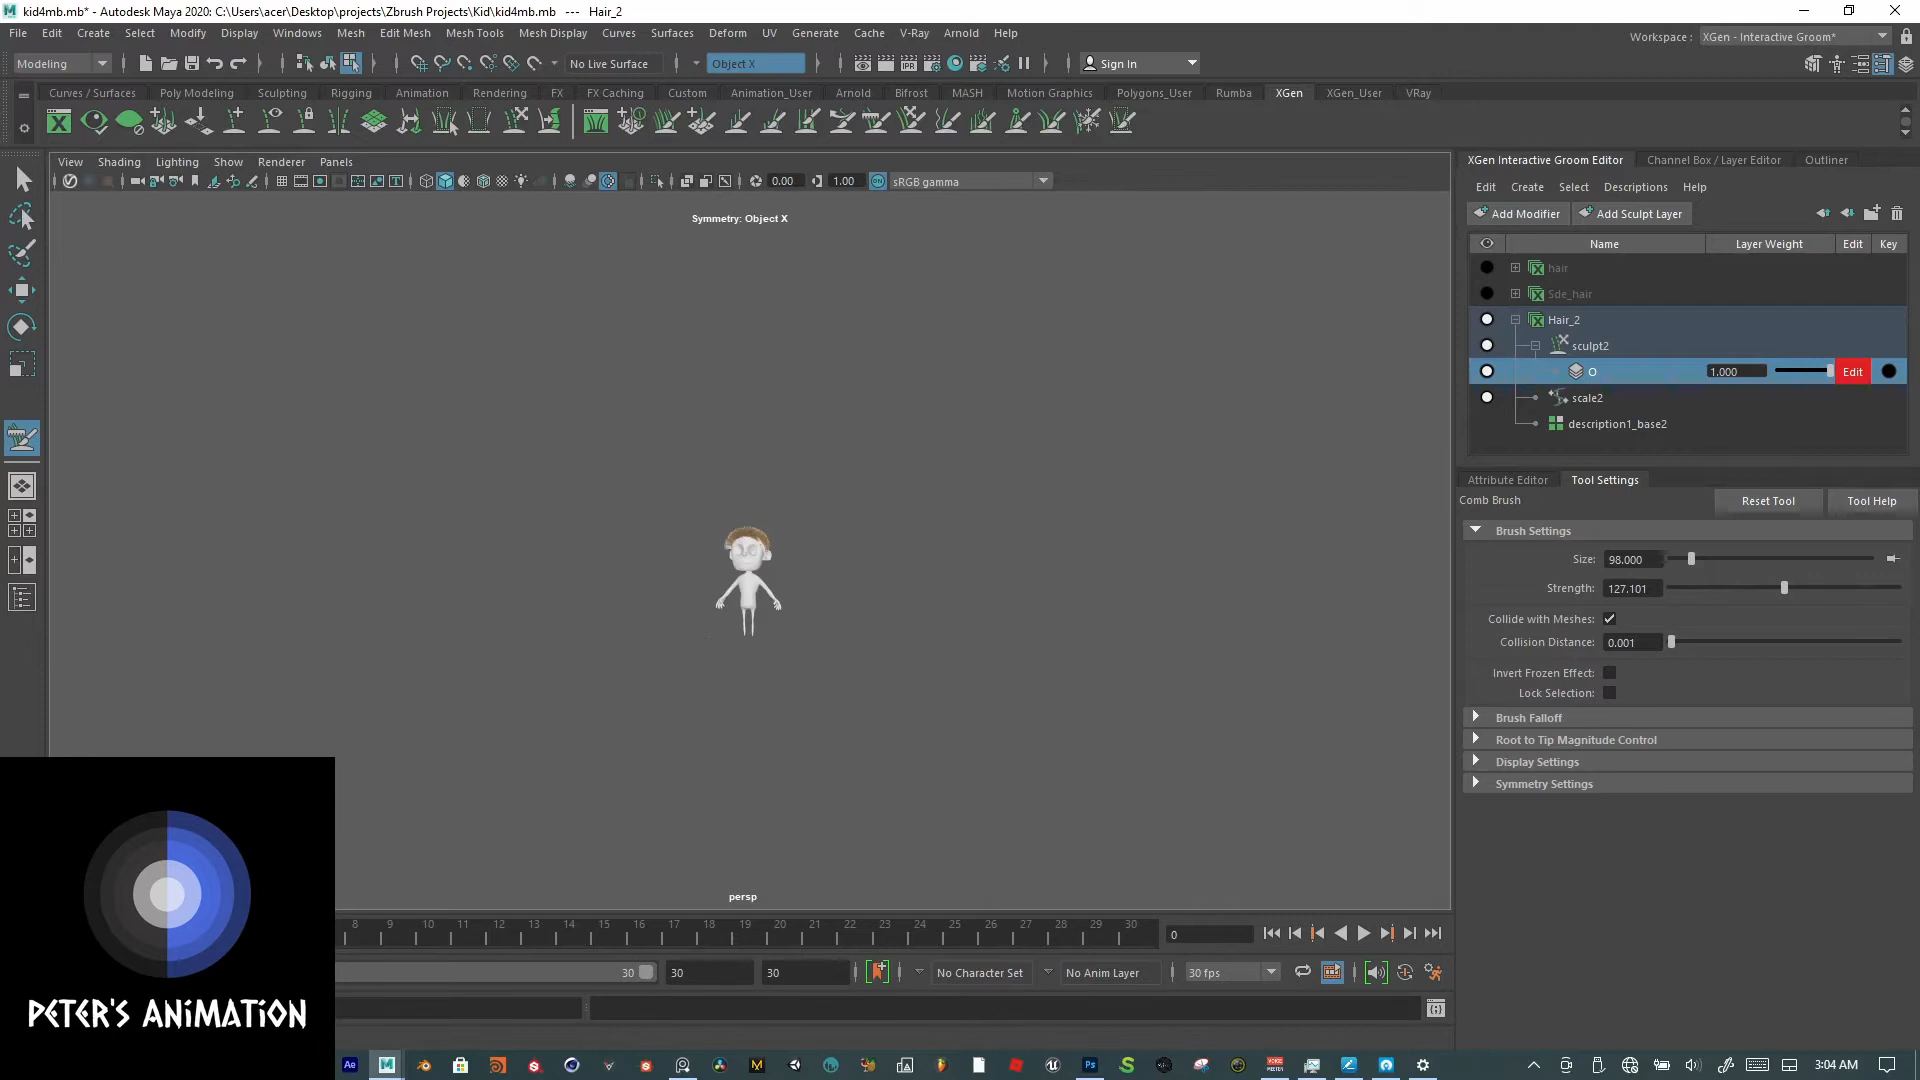 kid4mb.mb* - Autodesk Maya 2020: C:\Users\acer\Desktop\projects\Zbrush Projects\Kid\kid4mb.mb --- Hair_2
File Edit Create Select Modify Display Windows Mesh Edit Mesh Mesh Tools Mesh Display Curves Surfaces Deform UV Generate Cache V-Ray Arnold Help
Workspace : XGen - Interactive Groom*
Modeling No Live Surface Object X Sign In
Curves / Surfaces Poly Modeling Sculpting Rigging Animation Rendering FX FX Caching Custom Animation_User Arnold Bifrost MASH Motion Graphics Polygons_User Rumba XGen XGen_User VRay
View Shading Lighting Show Renderer Panels
0.00 1.00 ON sRGB gamma
Symmetry: Object X
persp
XGen Interactive Groom Editor Channel Box / Layer Editor Outliner
Edit Create Select Descriptions Help
Add Modifier Add Sculpt Layer
Name Layer Weight Edit Key
hair
Sde_hair
Hair_2
sculpt2
O 1.000 Edit
scale2
description1_base2
Attribute Editor Tool Settings
Comb Brush Reset Tool Tool Help
Brush Settings
Size: 98.000
Strength: 127.101
Collide with Meshes:
Collision Distance: 0.001
Invert Frozen Effect:
Lock Selection:
Brush Falloff
Root to Tip Magnitude Control
Display Settings
Symmetry Settings
8 9 10 11 12 13 14 15 16 17 18 19 20 21 22 23 24 25 26 27 28 29 30 0
30 30 30 No Character Set No Anim Layer 30 fps
PETER'S ANIMATION
3:04 AM